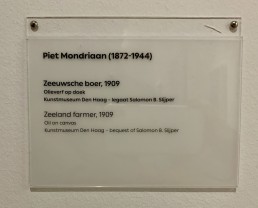 Piet Mondriaan (1872-1944)
Zeeuwsche boer, 1909
Olieverf op doek
Kunstmuseum Den Haag – legaat Salomon B. Slijper
Zeeland farmer, 1909
Oil on canvas
Kunstmuseum Den Haag – bequest of Salomon B. Slijper